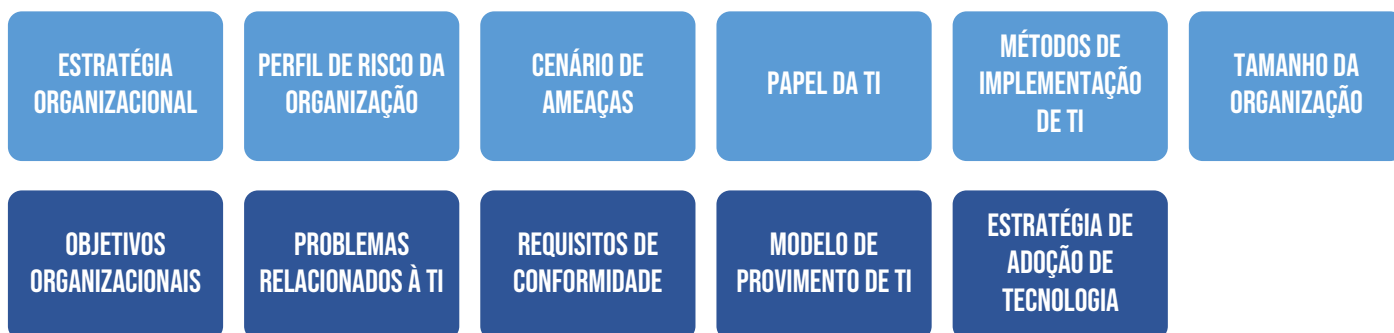 ESTRATÉGIA
ORGANIZACIONAL
PERFIL DE RISCO DA
ORGANIZAÇÃO
CENÁRIO DE
AMEAÇAS
PAPEL DA TI
MÉTODOS DE
IMPLEMENTAÇÃO
DE TI
TAMANHO DA
ORGANIZAÇÃO
OBJETIVOS
ORGANIZACIONAIS
PROBLEMAS
RELACIONADOS À TI
REQUISITOS DE
CONFORMIDADE
MODELO DE
PROVIMENTO DE TI
ESTRATÉGIA DE
ADOÇÃO DE
TECNOLOGIA